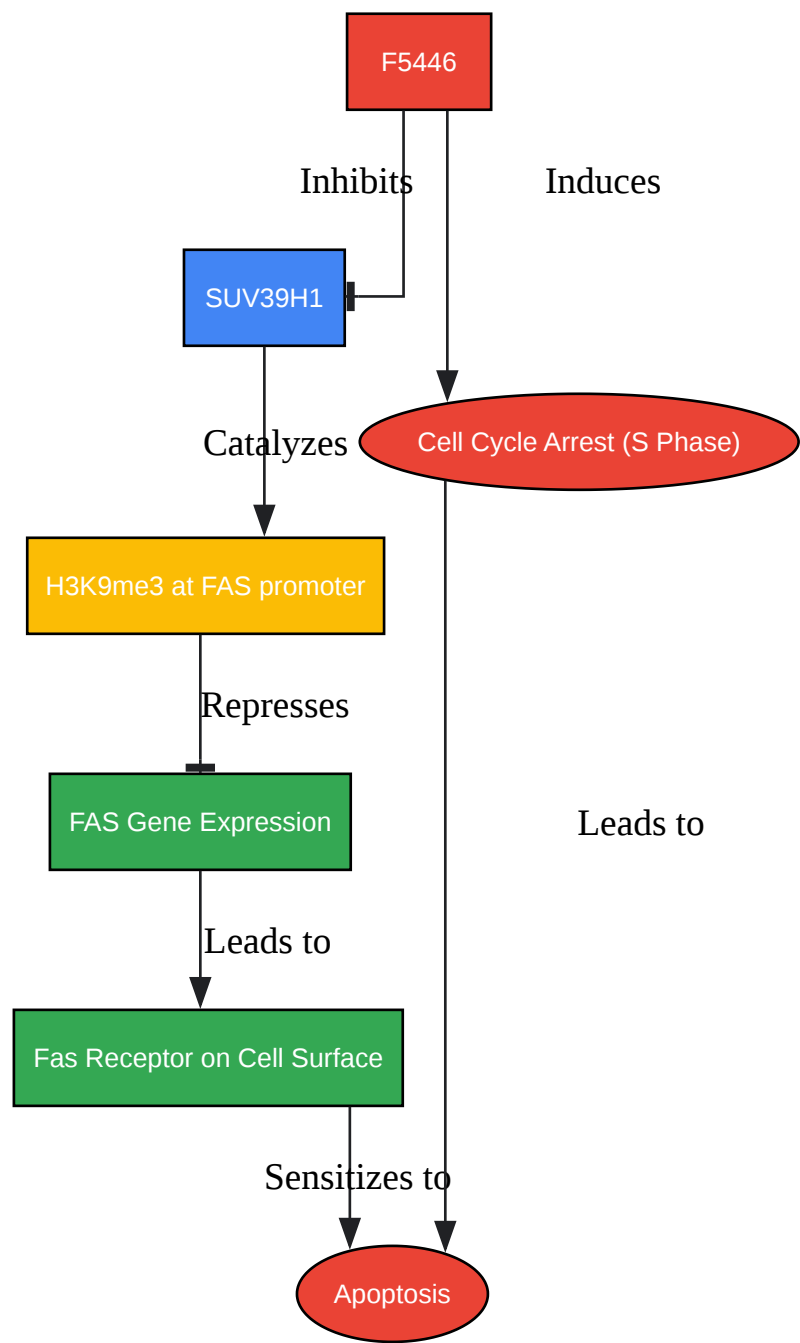 F5446
Inhibits
Induces
SUV39H1
Catalyzes
Cell Cycle Arrest (S Phase)
H3K9me3 at FAS promoter
Represses
FAS Gene Expression
Leads to
Leads to
Fas Receptor on Cell Surface
Sensitizes to
Apoptosis